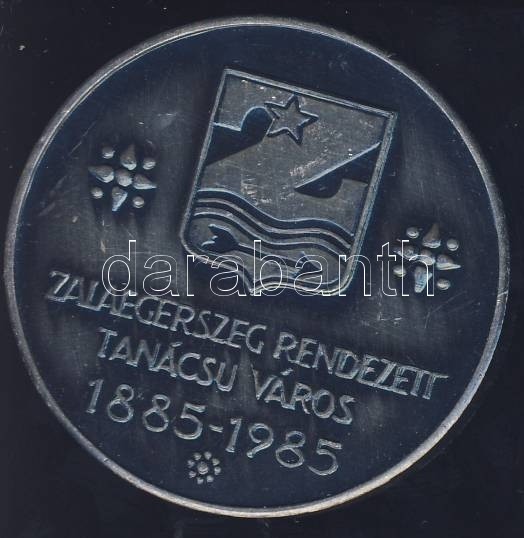 darabanth
ZALAEGERSZEG RENDEZETT
TANÁCSÚ VÁROS
1885-1985